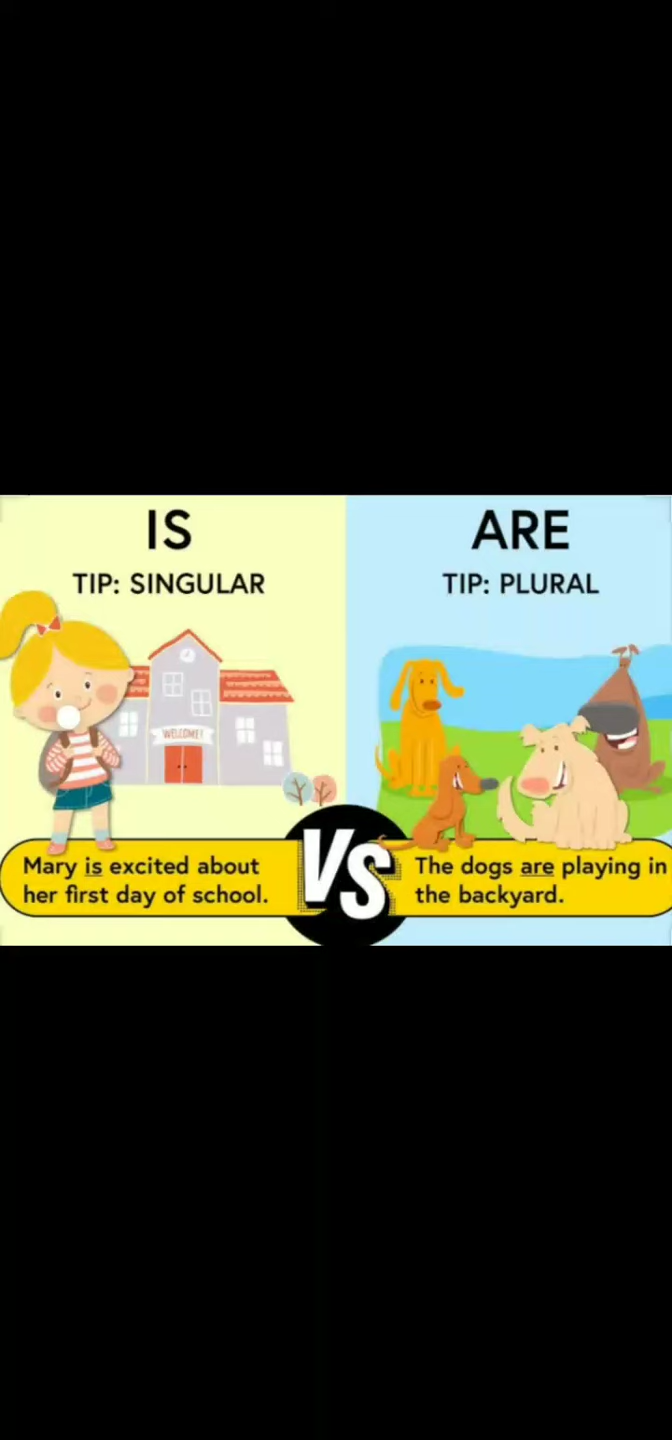 IS
TIP: SINGULAR
WELCOME!
Mary is excited about
her first day of school.
VS
ARE
TIP: PLURAL
The dogs are playing in
the backyard.